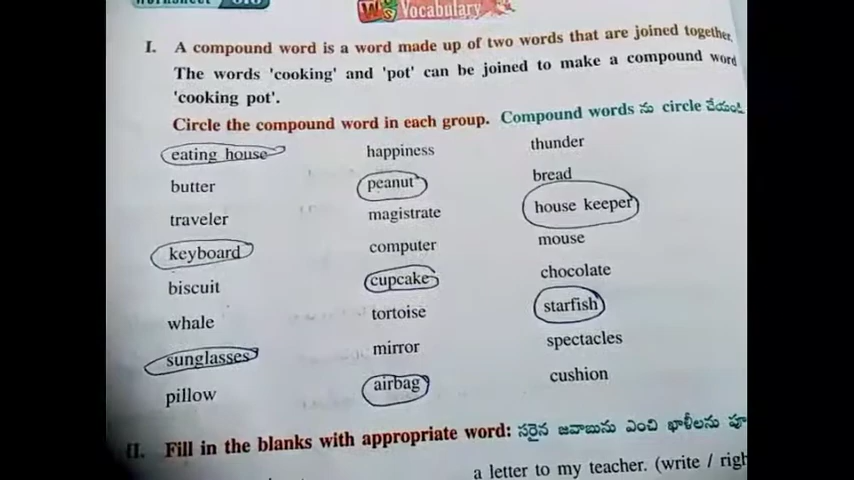 Worksheet
Vocabulary
I. A compound word is a word made up of two words that are joined together.
The words 'cooking' and 'pot' can be joined to make a compound word
'cooking pot'.
Circle the compound word in each group. Compound words ను circle చేయండి.
eating house happiness thunder
butter peanut bread
traveler magistrate house keeper
keyboard computer mouse
biscuit cupcake chocolate
whale tortoise starfish
sunglasses mirror spectacles
pillow airbag cushion
II. Fill in the blanks with appropriate word: సరైన జవాబును ఎంచి ఖాళీలను పూ
a letter to my teacher. (write / righ